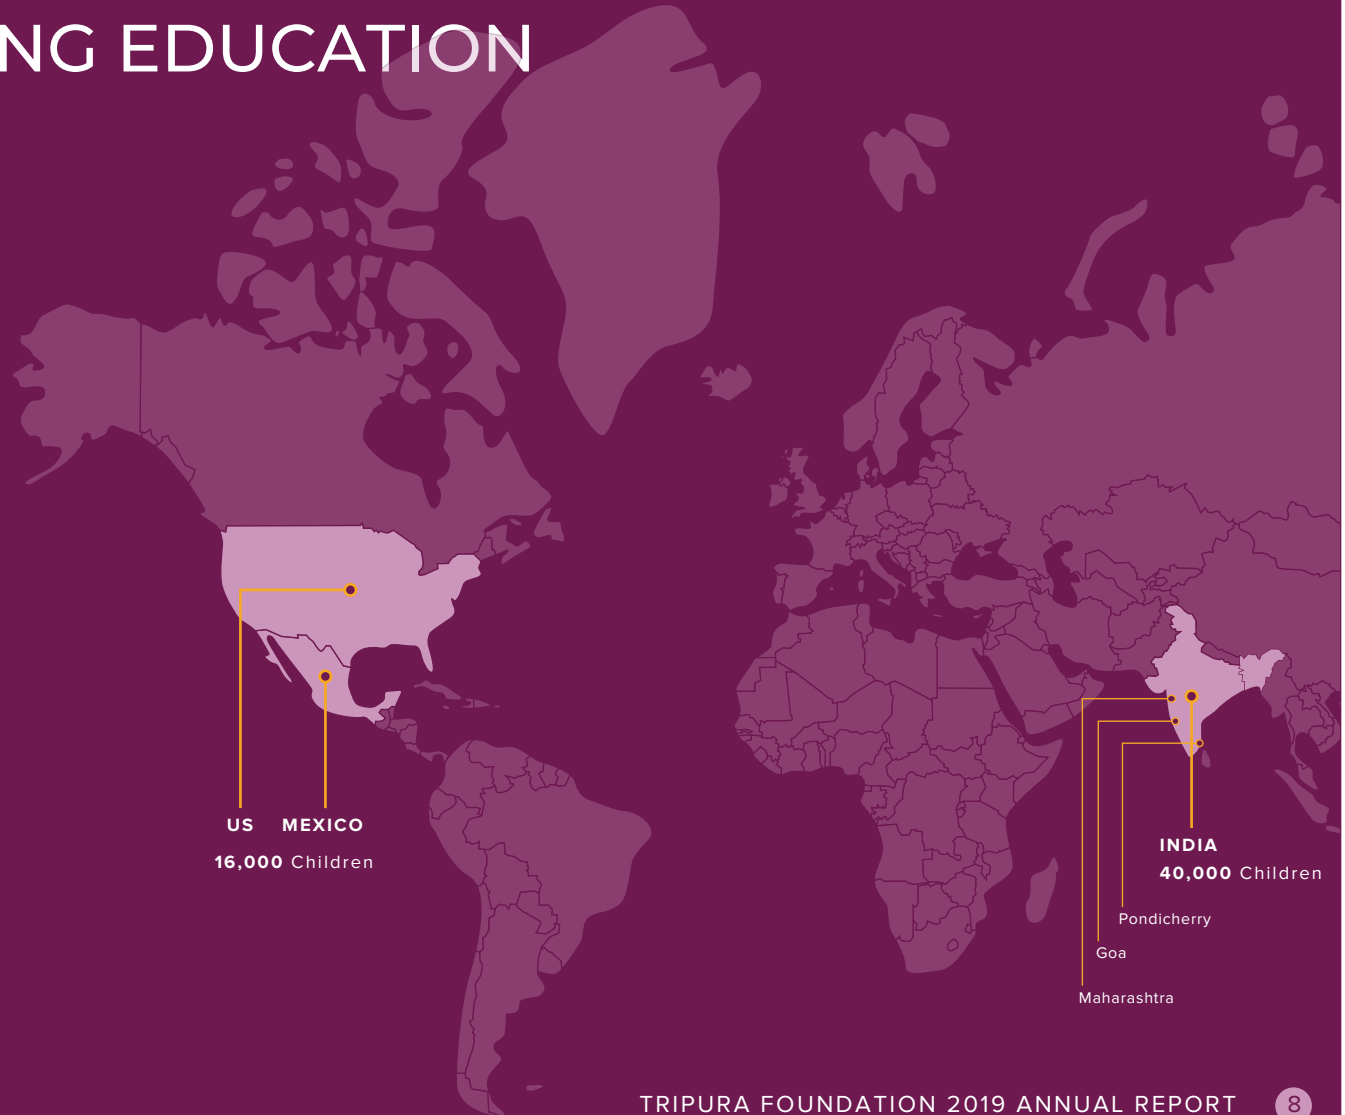 NG EDUCATION
US MEXICO
16,000 Children
INDIA
40,000 Children
Pondicherry
Goa
Maharashtra
TRIPURA FOUNDATION 2019 ANNUAL REPORT 8